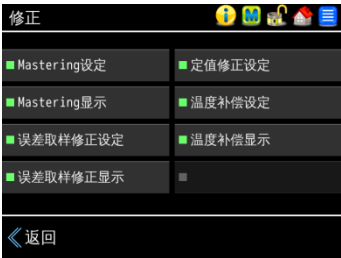 修正
M
Mastering设定
定值修正设定
Mastering显示
温度补偿设定
误差取样修正设定
温度补偿显示
误差取样修正显示
返回